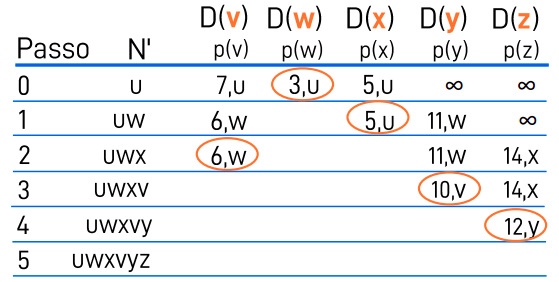 D(v) D(w) D(x) D(y) D(z)
Passo N' p(v) p(w) p(x) p(y) p(z)
0 u 7,u 3,u 5,u ∞ ∞
1 uw 6,w 5,u 11,w ∞
2 uwx 6,w 11,w 14,x
3 uwxv 10,v 14,x
4 uwxvy 12,y
5 uwxvyz